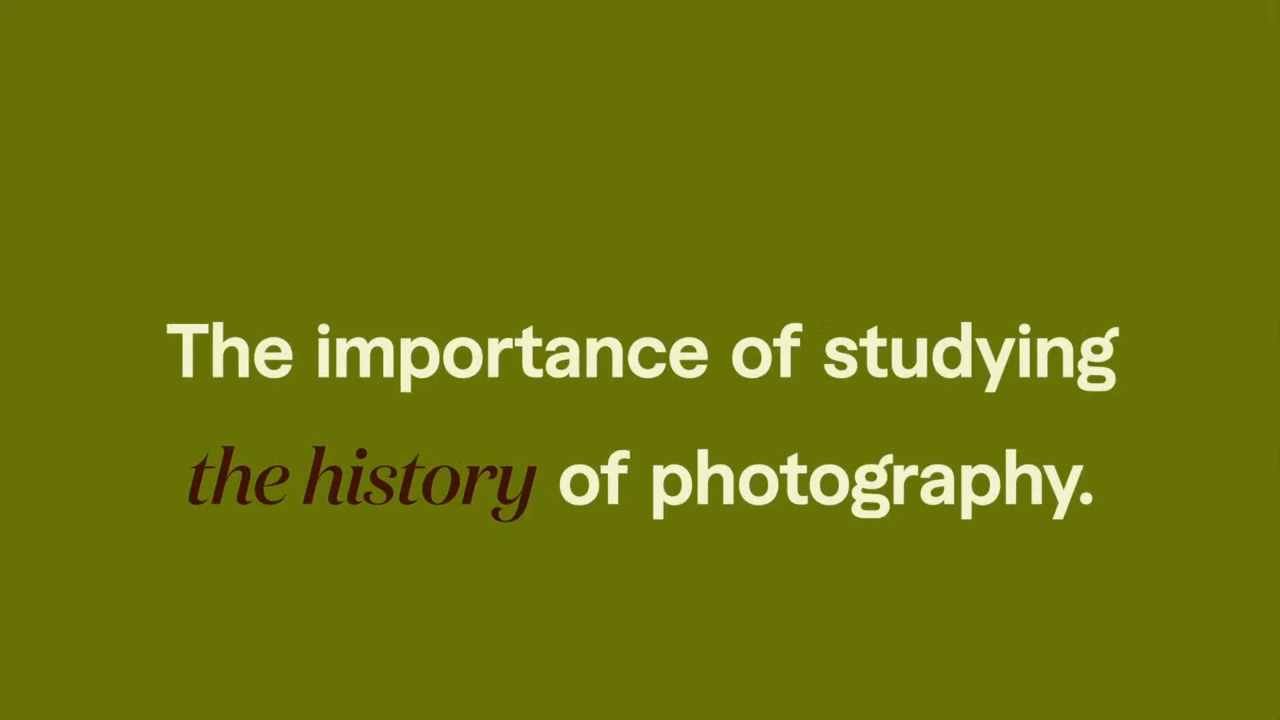 The importance of studying
the history of photography.